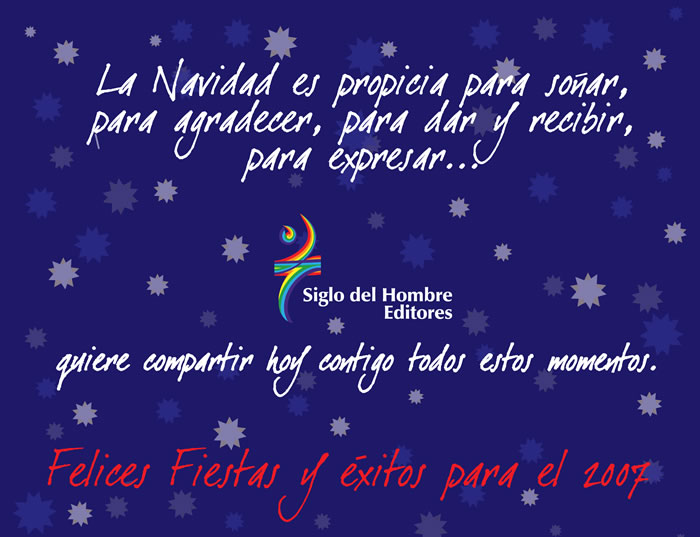 La Navidad es propicia para soñar,
para agradecer, para dar y recibir,
para expresar...
Siglo del Hombre
Editores
quiere compartir hoy contigo todos estos momentos.
Felices Fiestas y éxitos para el 2007